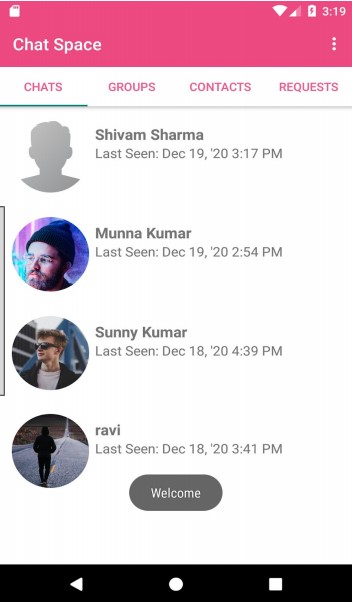 3:19
Chat Space
CHATS GROUPS CONTACTS REQUESTS
Shivam Sharma
Last Seen: Dec 19, '20 3:17 PM
Munna Kumar
Last Seen: Dec 19, '20 2:54 PM
Sunny Kumar
Last Seen: Dec 18, '20 4:39 PM
ravi
Last Seen: Dec 18, '20 3:41 PM
Welcome